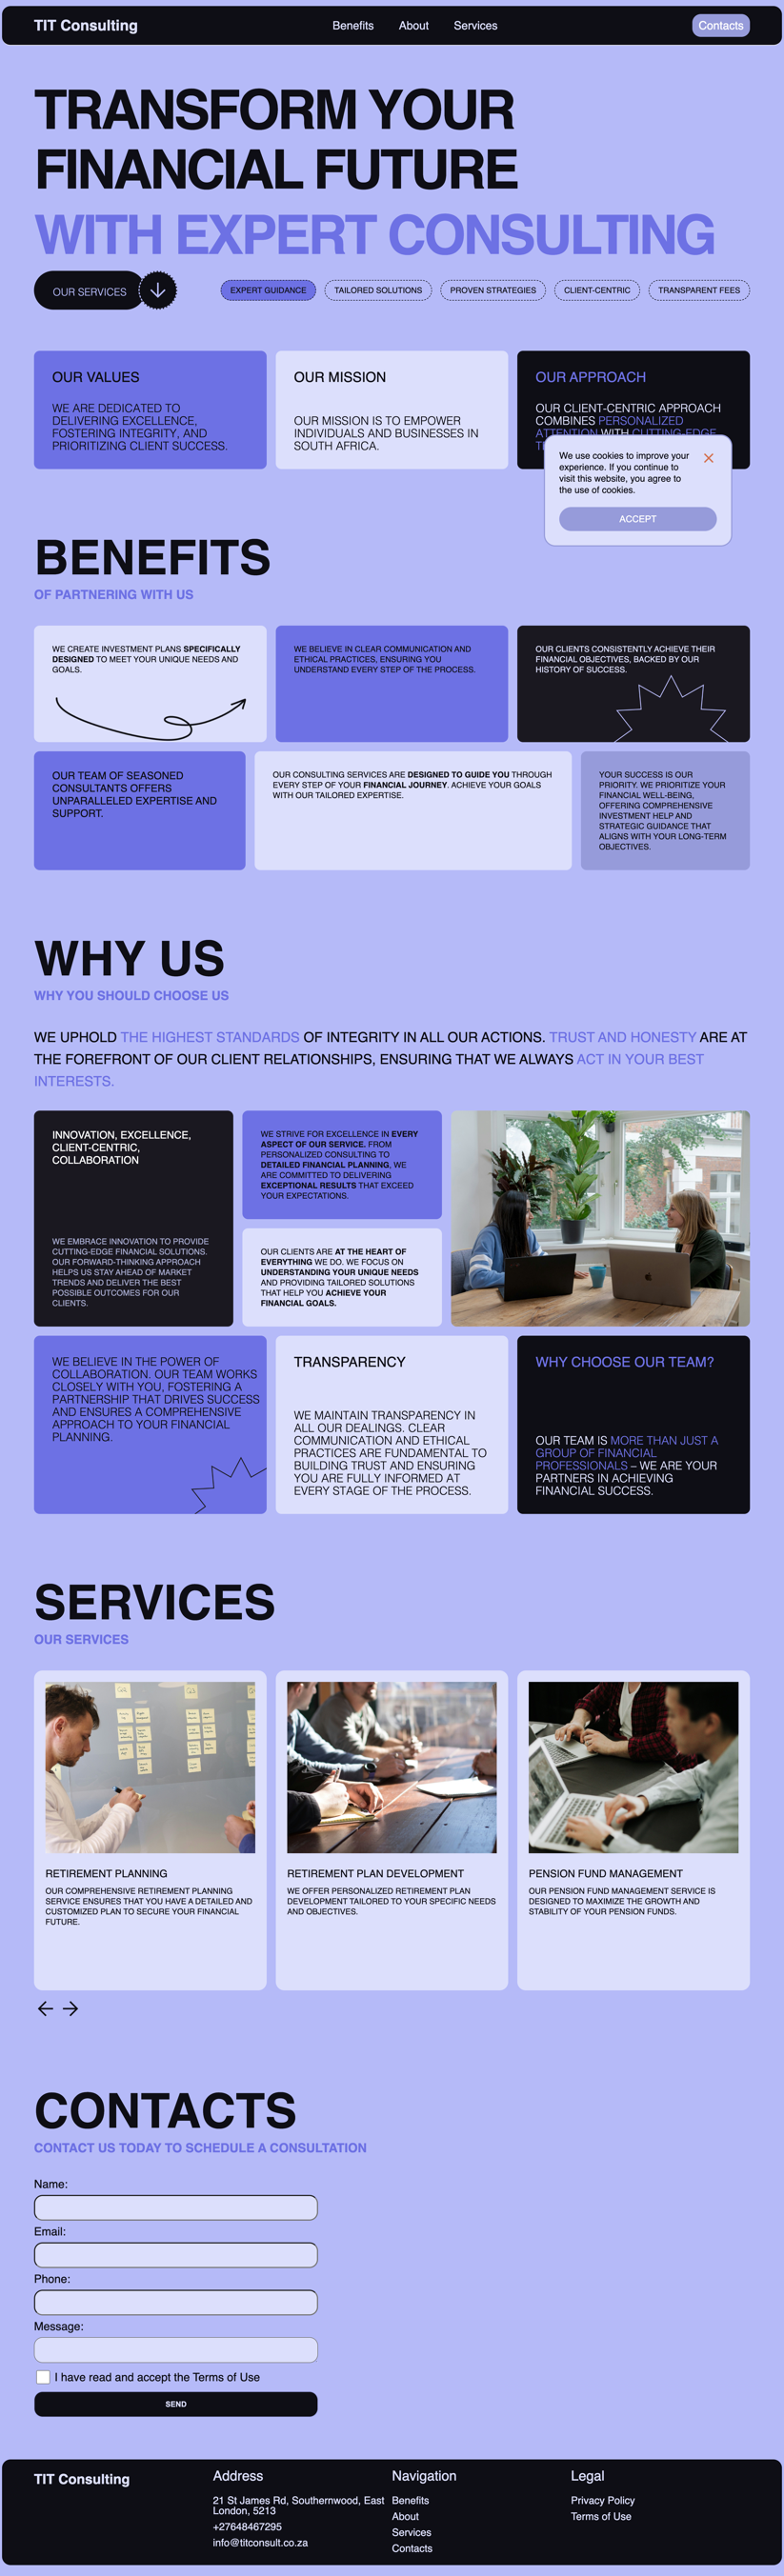 TIT Consulting
Benefits
About
Services
Contacts
TRANSFORM YOUR
FINANCIAL FUTURE
WITH EXPERT CONSULTING
OUR SERVICES
EXPERT GUIDANCE
TAILORED SOLUTIONS
PROVEN STRATEGIES
CLIENT-CENTRIC
TRANSPARENT FEES
OUR VALUES
WE ARE DEDICATED TO
DELIVERING EXCELLENCE,
FOSTERING INTEGRITY, AND
PRIORITIZING CLIENT SUCCESS.
OUR MISSION
OUR MISSION IS TO EMPOWER
INDIVIDUALS AND BUSINESSES IN
SOUTH AFRICA.
OUR APPROACH
OUR CLIENT-CENTRIC APPROACH
COMBINES PERSONALIZED
ATTENTION WITH CUTTING-EDGE
We use cookies to improve your
experience. If you continue to
visit this website, you agree to
the use of cookies.
ACCEPT
BENEFITS
OF PARTNERING WITH US
WE CREATE INVESTMENT PLANS SPECIFICALLY
DESIGNED TO MEET YOUR UNIQUE NEEDS AND
GOALS.
WE BELIEVE IN CLEAR COMMUNICATION AND
ETHICAL PRACTICES, ENSURING YOU
UNDERSTAND EVERY STEP OF THE PROCESS.
OUR CLIENTS CONSISTENTLY ACHIEVE THEIR
FINANCIAL OBJECTIVES, BACKED BY OUR
HISTORY OF SUCCESS.
OUR TEAM OF SEASONED
CONSULTANTS OFFERS
UNPARALLELED EXPERTISE AND
SUPPORT.
OUR CONSULTING SERVICES ARE DESIGNED TO GUIDE YOU THROUGH
EVERY STEP OF YOUR FINANCIAL JOURNEY. ACHIEVE YOUR GOALS
WITH OUR TAILORED EXPERTISE.
YOUR SUCCESS IS OUR
PRIORITY. WE PRIORITIZE YOUR
FINANCIAL WELL-BEING,
OFFERING COMPREHENSIVE
INVESTMENT HELP AND
STRATEGIC GUIDANCE THAT
ALIGNS WITH YOUR LONG-TERM
OBJECTIVES.
WHY US
WHY YOU SHOULD CHOOSE US
WE UPHOLD THE HIGHEST STANDARDS OF INTEGRITY IN ALL OUR ACTIONS. TRUST AND HONESTY ARE AT
THE FOREFRONT OF OUR CLIENT RELATIONSHIPS, ENSURING THAT WE ALWAYS ACT IN YOUR BEST
INTERESTS.
INNOVATION, EXCELLENCE,
CLIENT-CENTRIC,
COLLABORATION
WE EMBRACE INNOVATION TO PROVIDE
CUTTING-EDGE FINANCIAL SOLUTIONS.
OUR FORWARD-THINKING APPROACH
HELPS US STAY AHEAD OF MARKET
TRENDS AND DELIVER THE BEST
POSSIBLE OUTCOMES FOR OUR
CLIENTS.
WE STRIVE FOR EXCELLENCE IN EVERY
ASPECT OF OUR SERVICE. FROM
PERSONALIZED CONSULTING TO
DETAILED FINANCIAL PLANNING, WE
ARE COMMITTED TO DELIVERING
EXCEPTIONAL RESULTS THAT EXCEED
YOUR EXPECTATIONS.
OUR CLIENTS ARE AT THE HEART OF
EVERYTHING WE DO. WE FOCUS ON
UNDERSTANDING YOUR UNIQUE NEEDS
AND PROVIDING TAILORED SOLUTIONS
THAT HELP YOU ACHIEVE YOUR
FINANCIAL GOALS.
WE BELIEVE IN THE POWER OF
COLLABORATION. OUR TEAM WORKS
CLOSELY WITH YOU, FOSTERING A
PARTNERSHIP THAT DRIVES SUCCESS
AND ENSURES A COMPREHENSIVE
APPROACH TO YOUR FINANCIAL
PLANNING.
TRANSPARENCY
WE MAINTAIN TRANSPARENCY IN
ALL OUR DEALINGS. CLEAR
COMMUNICATION AND ETHICAL
PRACTICES ARE FUNDAMENTAL TO
BUILDING TRUST AND ENSURING
YOU ARE FULLY INFORMED AT
EVERY STAGE OF THE PROCESS.
WHY CHOOSE OUR TEAM?
OUR TEAM IS MORE THAN JUST A
GROUP OF FINANCIAL
PROFESSIONALS – WE ARE YOUR
PARTNERS IN ACHIEVING
FINANCIAL SUCCESS.
SERVICES
OUR SERVICES
RETIREMENT PLANNING
OUR COMPREHENSIVE RETIREMENT PLANNING
SERVICE ENSURES THAT YOU HAVE A DETAILED AND
CUSTOMIZED PLAN TO SECURE YOUR FINANCIAL
FUTURE.
RETIREMENT PLAN DEVELOPMENT
WE OFFER PERSONALIZED RETIREMENT PLAN
DEVELOPMENT TAILORED TO YOUR SPECIFIC NEEDS
AND OBJECTIVES.
PENSION FUND MANAGEMENT
OUR PENSION FUND MANAGEMENT SERVICE IS
DESIGNED TO MAXIMIZE THE GROWTH AND
STABILITY OF YOUR PENSION FUNDS.
CONTACTS
CONTACT US TODAY TO SCHEDULE A CONSULTATION
Name:
Email:
Phone:
Message:
I have read and accept the Terms of Use
SEND
TIT Consulting
Address
21 St James Rd, Southernwood, East
London, 5213
+27648467295
info@titconsult.co.za
Navigation
Benefits
About
Services
Contacts
Legal
Privacy Policy
Terms of Use